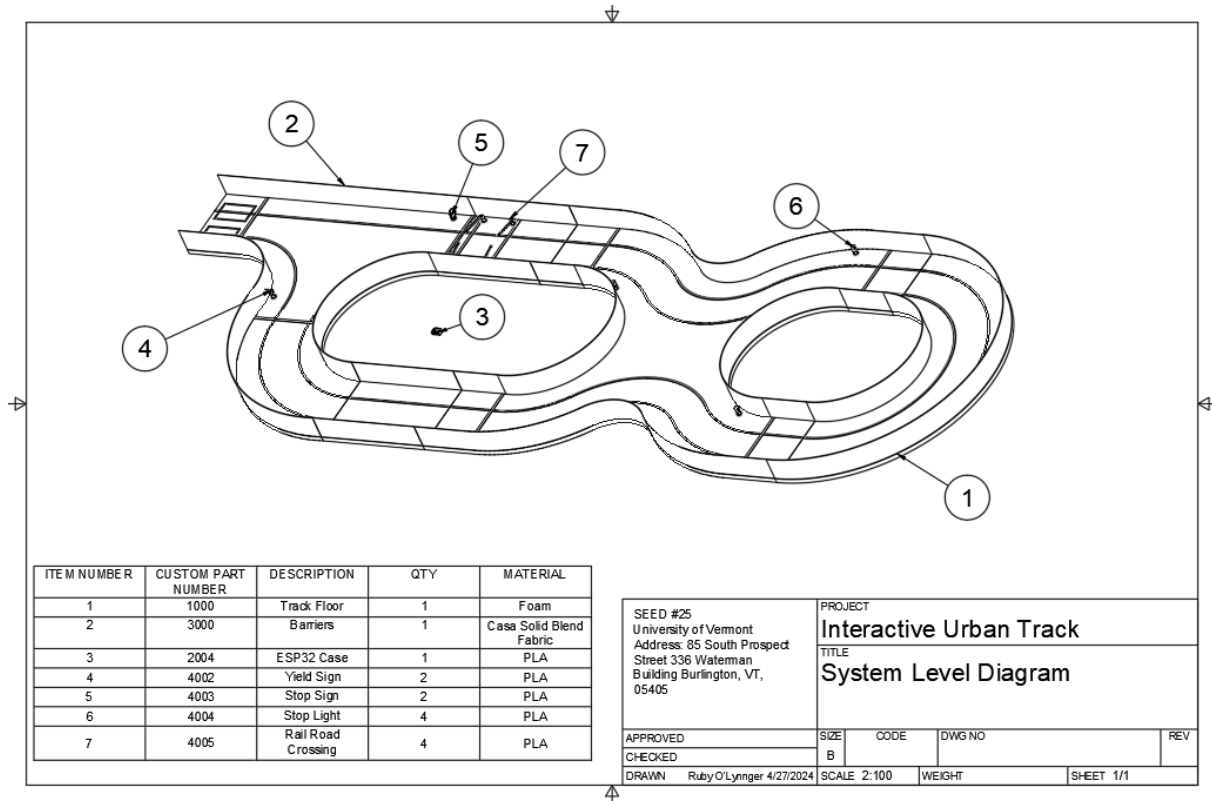 2
5
7
6
3
4
1
ITEM NUMBER CUSTOM PART NUMBER DESCRIPTION QTY MATERIAL
1 1000 Track Floor 1 Foam
2 3000 Barriers 1 Casa Solid Blend Fabric
3 2004 ESP32 Case 1 PLA
4 4002 Yield Sign 2 PLA
5 4003 Stop Sign 2 PLA
6 4004 Stop Light 4 PLA
7 4005 Rail Road Crossing 4 PLA
SEED #25
University of Vermont
Address: 85 South Prospect
Street 336 Waterman
Building Burlington, VT,
05405
PROJECT
Interactive Urban Track
TITLE
System Level Diagram
APPROVED
CHECKED
DRAWN Ruby O'Lynnger 4/27/2024
SIZE
B
CODE
DWG NO
REV
SCALE 2:100
WEIGHT
SHEET 1/1